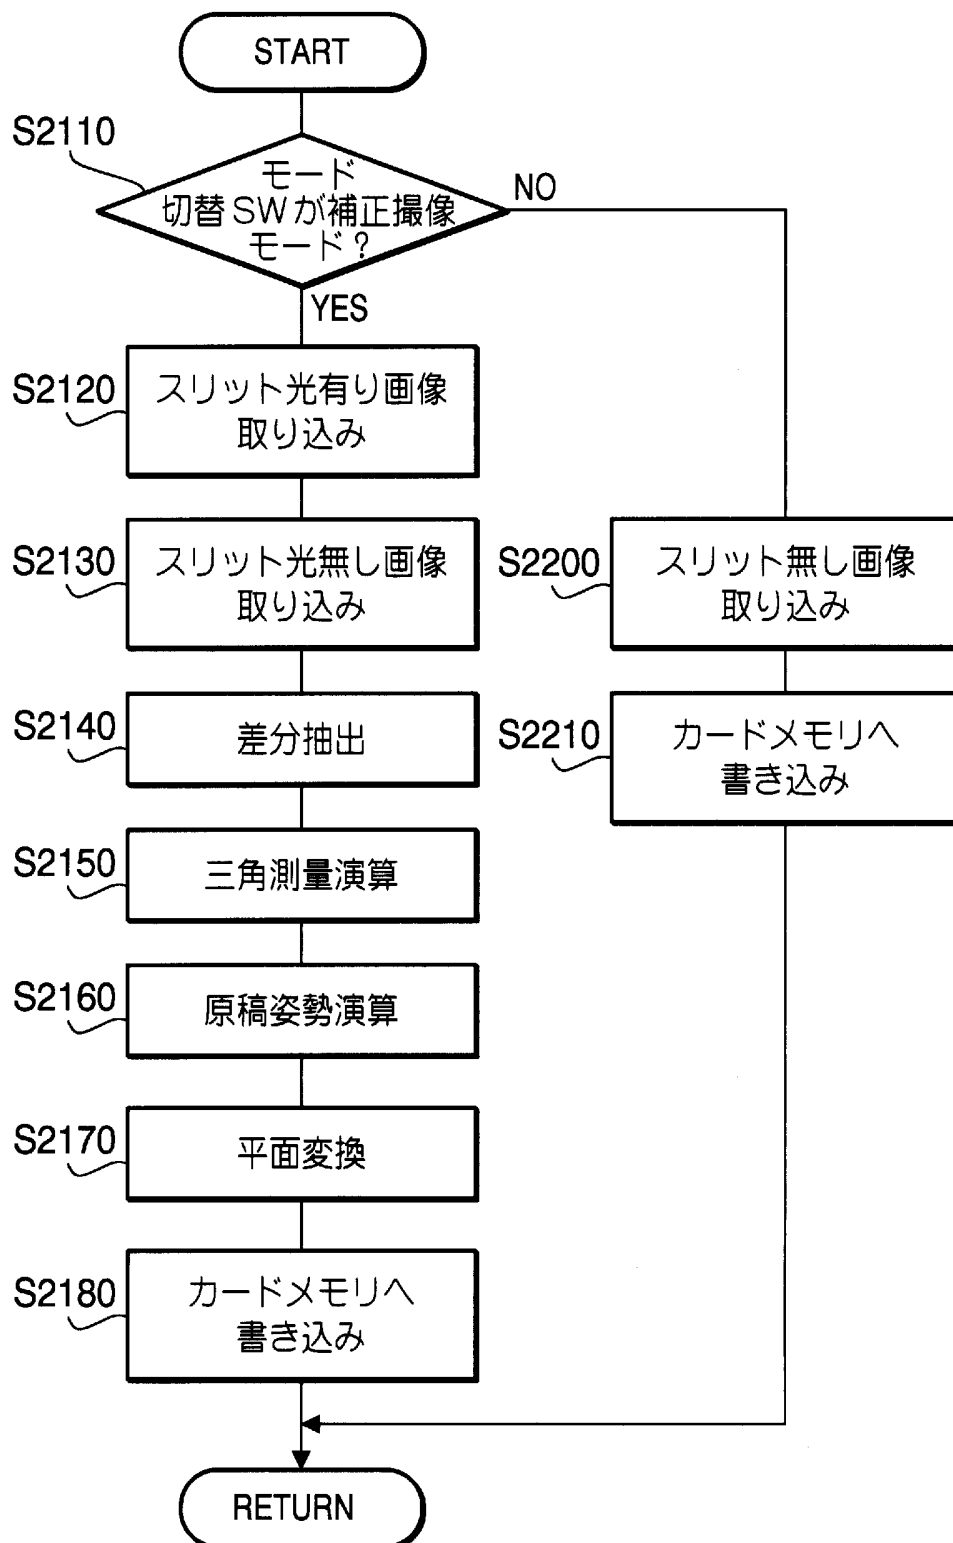 START
S2110
モード
切替SWが補正撮像
モード?
NO
YES
S2120
スリット光有り画像
取り込み
S2130
スリット光無し画像
取り込み
S2200
スリット無し画像
取り込み
S2140
差分抽出
S2210
カードメモリへ
書き込み
S2150
三角測量演算
S2160
原稿姿勢演算
S2170
平面変換
S2180
カードメモリへ
書き込み
RETURN